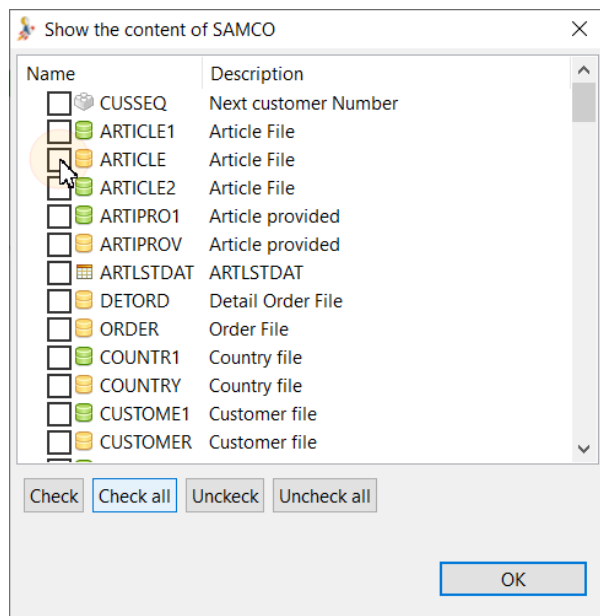 Show the content of SAMCO
Name Description
CUSSEQ Next customer Number
ARTICLE1 Article File
ARTICLE Article File
ARTICLE2 Article File
ARTIPRO1 Article provided
ARTIPROV Article provided
ARTLSTDAT ARTLSTDAT
DETORD Detail Order File
ORDER Order File
COUNTR1 Country file
COUNTRY Country file
CUSTOME1 Customer file
CUSTOMER Customer file
Check Check all Unckeck Uncheck all
OK